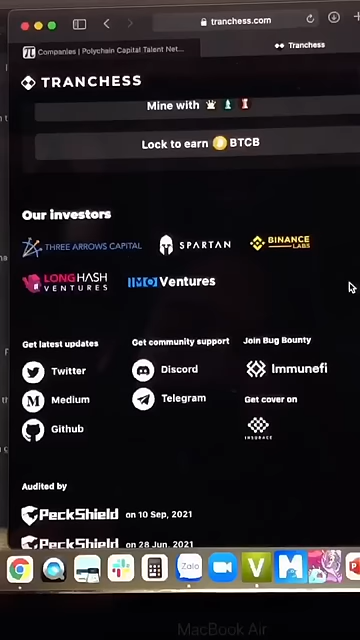 tranchess.com
Companies | Polychain Capital Talent Net...
Tranchess
TRANCHESS
Mine with
Lock to earn BTCB
Our investors
THREE ARROWS CAPITAL
SPARTAN
BINANCE LABS
LONGHASH VENTURES
IMO Ventures
Get latest updates
Get community support
Join Bug Bounty
Twitter
Discord
Immunefi
Medium
Telegram
Get cover on
Github
INSURACE
Audited by
PeckShield on 10 Sep, 2021
PeckShield on 28 Jun, 2021
Zalo
MacBook Air